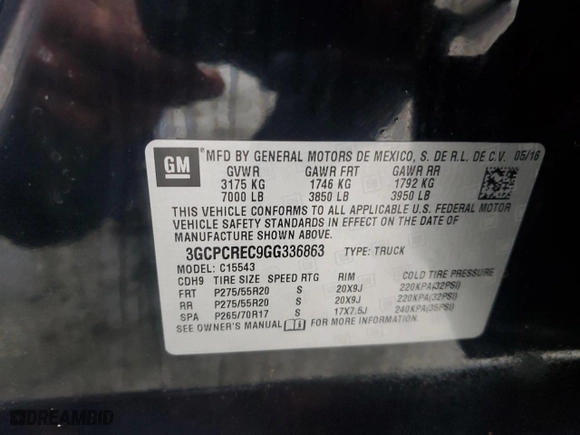 GM
MFD BY GENERAL MOTORS DE MEXICO, S. DE R.L. DE C.V. 05/16
GVWR GAWR FRT GAWR RR
3175 KG 1746 KG 1792 KG
7000 LB 3850 LB 3950 LB
THIS VEHICLE CONFORMS TO ALL APPLICABLE U.S. FEDERAL MOTOR
VEHICLE SAFETY STANDARDS IN EFFECT ON THE DATE OF
MANUFACTURE SHOWN ABOVE.
3GCPCREC9GG336863 TYPE: TRUCK
MODEL: C15543
CDH9 TIRE SIZE SPEED RTG RIM COLD TIRE PRESSURE
FRT P275/55R20 S 20X9J 220KPA(32PSI)
RR P275/55R20 S 20X9J 220KPA(32PSI)
SPA P265/70R17 S 17X7.5J 240KPA(35PSI)
SEE OWNER'S MANUAL FOR MORE INFORMATION.
DREAMBID